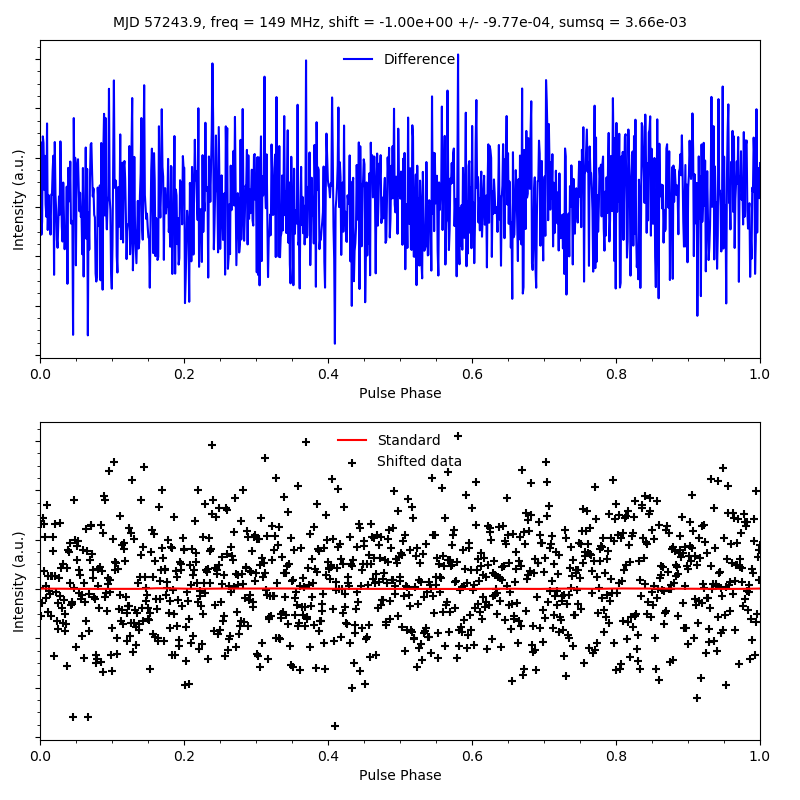 MJD 57243.9, freq = 149 MHz, shift = -1.00e+00 +/- -9.77e-04, sumsq = 3.66e-03
Difference
Intensity (a.u.)
0.0 0.2 0.4 0.6 0.8 1.0
Pulse Phase
Standard
Shifted data
Intensity (a.u.)
0.0 0.2 0.4 0.6 0.8 1.0
Pulse Phase